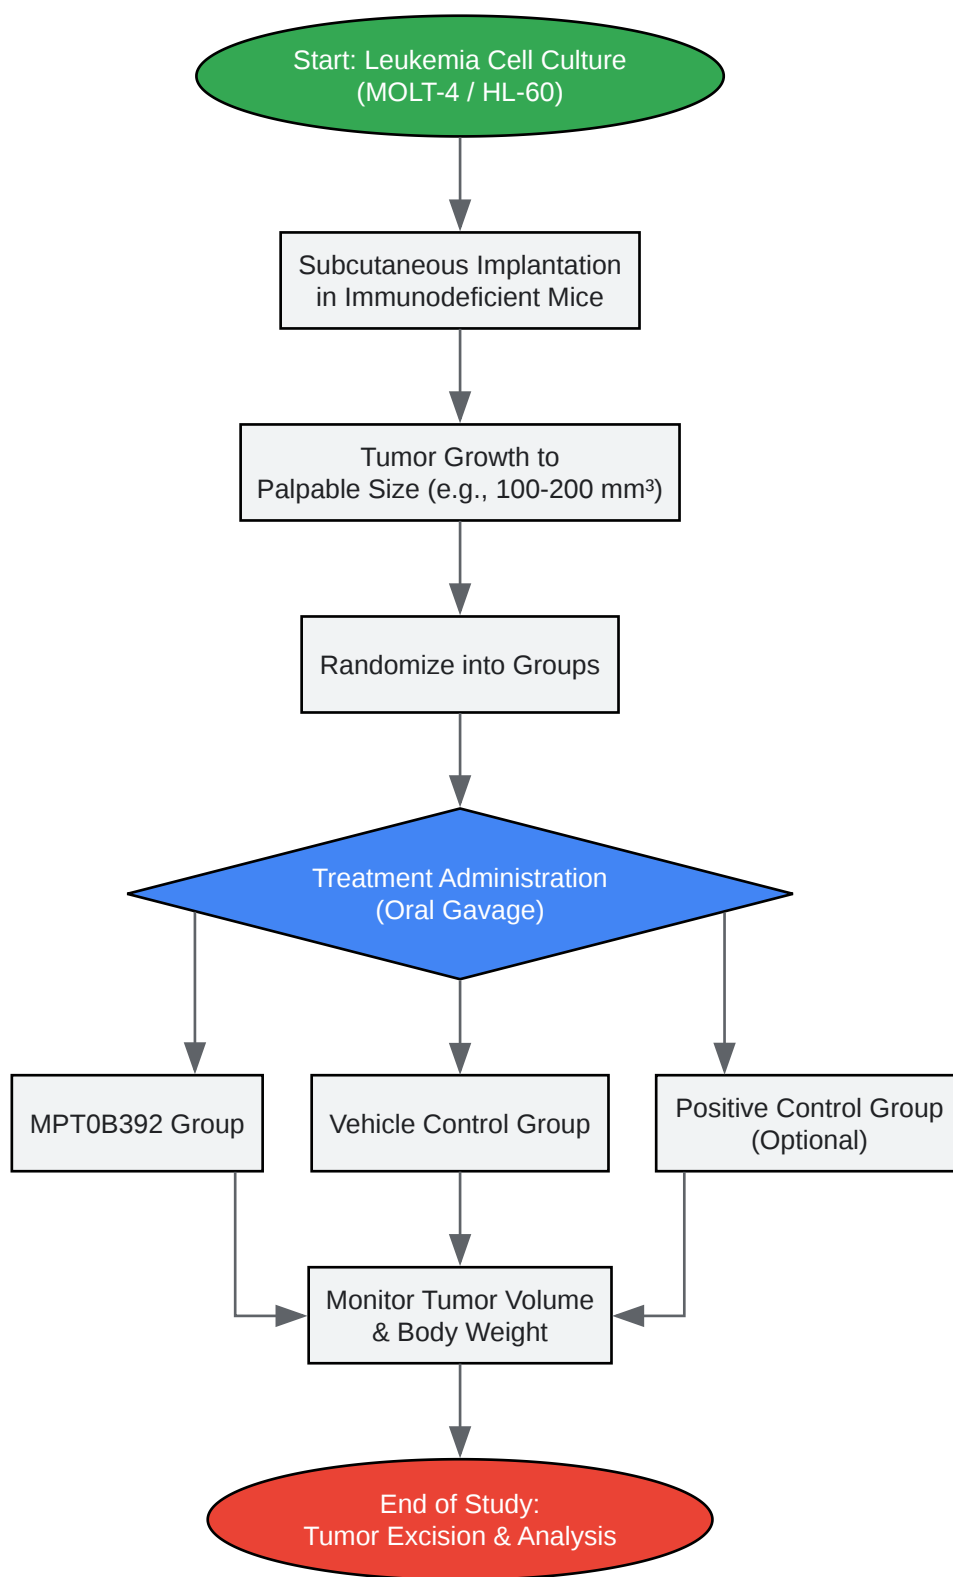 Start: Leukemia Cell Culture
(MOLT-4 / HL-60)
Subcutaneous Implantation
in Immunodeficient Mice
Tumor Growth to
Palpable Size (e.g., 100-200 mm³)
Randomize into Groups
Treatment Administration
(Oral Gavage)
MPT0B392 Group
Vehicle Control Group
Positive Control Group
(Optional)
Monitor Tumor Volume
& Body Weight
End of Study:
Tumor Excision & Analysis